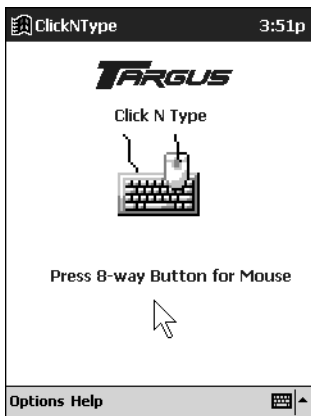 ClickNType 3:51p
TARGUS
Click N Type
Press 8-way Button for Mouse
Options Help